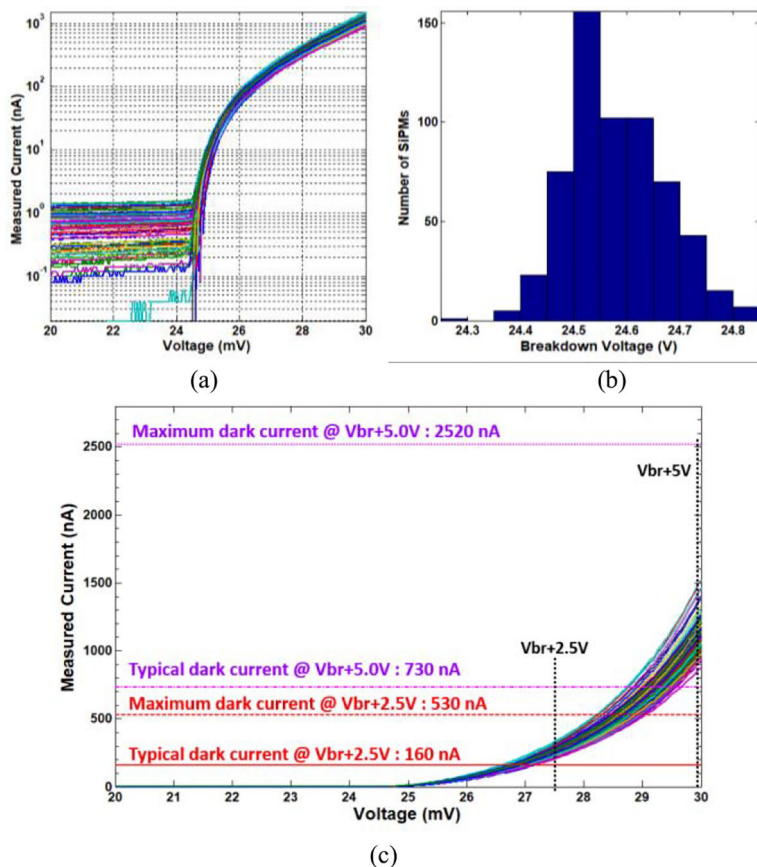 10³
10²
10¹
10⁰
10⁻¹
Measured Current (nA)
20 22 24 26 28 30
Voltage (mV)
(a)
150
100
50
0
Number of SiPMs
24.3 24.4 24.5 24.6 24.7 24.8
Breakdown Voltage (V)
(b)
2500
2000
1500
1000
500
0
Measured Current (nA)
Maximum dark current @ Vbr+5.0V : 2520 nA
Vbr+5V
Vbr+2.5V
Typical dark current @ Vbr+5.0V : 730 nA
Maximum dark current @ Vbr+2.5V : 530 nA
Typical dark current @ Vbr+2.5V : 160 nA
20 22 23 24 25 26 27 28 29 30
Voltage (mV)
(c)